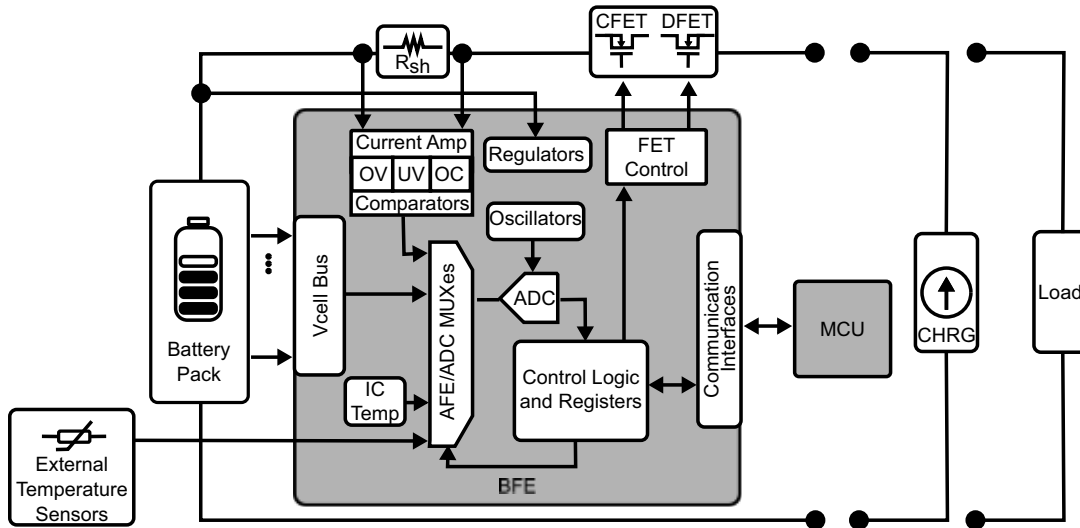 CFET DFET
Rsh
Current Amp
OV UV OC
Comparators
Regulators
FET
Control
Oscillators
Battery
Pack
Vcell Bus
AFE/ADC MUXes
ADC
IC
Temp
Control Logic
and Registers
Communication
Interfaces
MCU
CHRG
Load
External
Temperature
Sensors
BFE